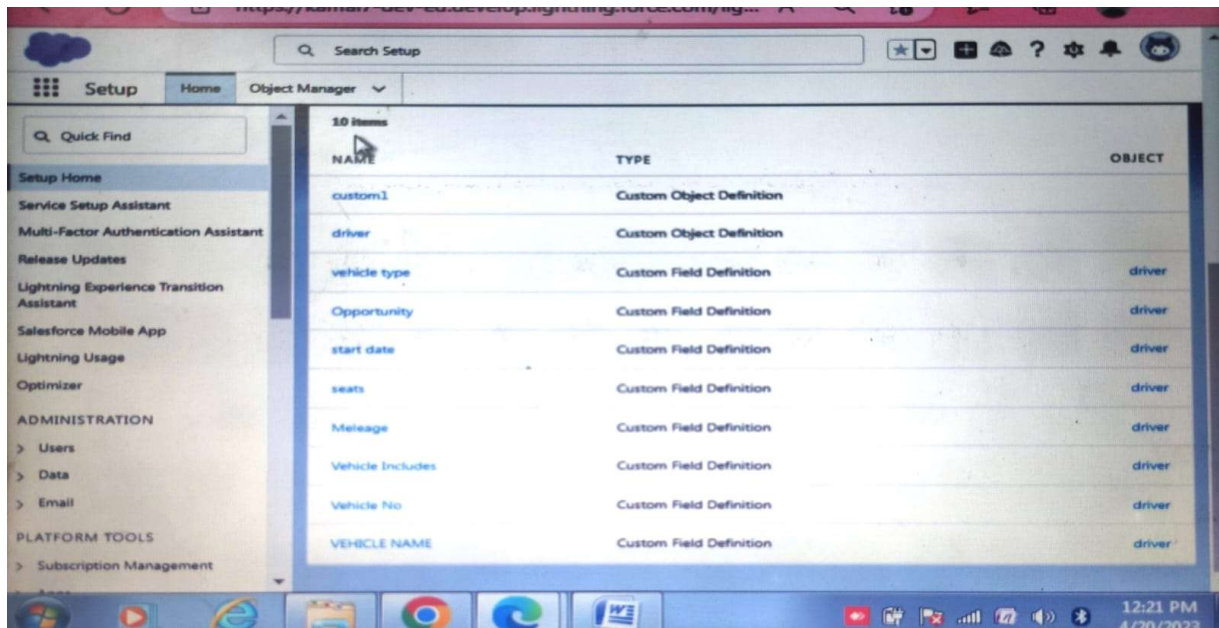 Search Setup
Setup Home Object Manager
Quick Find
Setup Home
Service Setup Assistant
Multi-Factor Authentication Assistant
Release Updates
Lightning Experience Transition
Assistant
Salesforce Mobile App
Lightning Usage
Optimizer
ADMINISTRATION
Users
Data
Email
PLATFORM TOOLS
Subscription Management
10 items
NAME TYPE OBJECT
custom1 Custom Object Definition
driver Custom Object Definition
vehicle type Custom Field Definition driver
Opportunity Custom Field Definition driver
start date Custom Field Definition driver
seats Custom Field Definition driver
Meleage Custom Field Definition driver
Vehicle Includes Custom Field Definition driver
Vehicle No Custom Field Definition driver
VEHICLE NAME Custom Field Definition driver
12:21 PM
4/20/2023